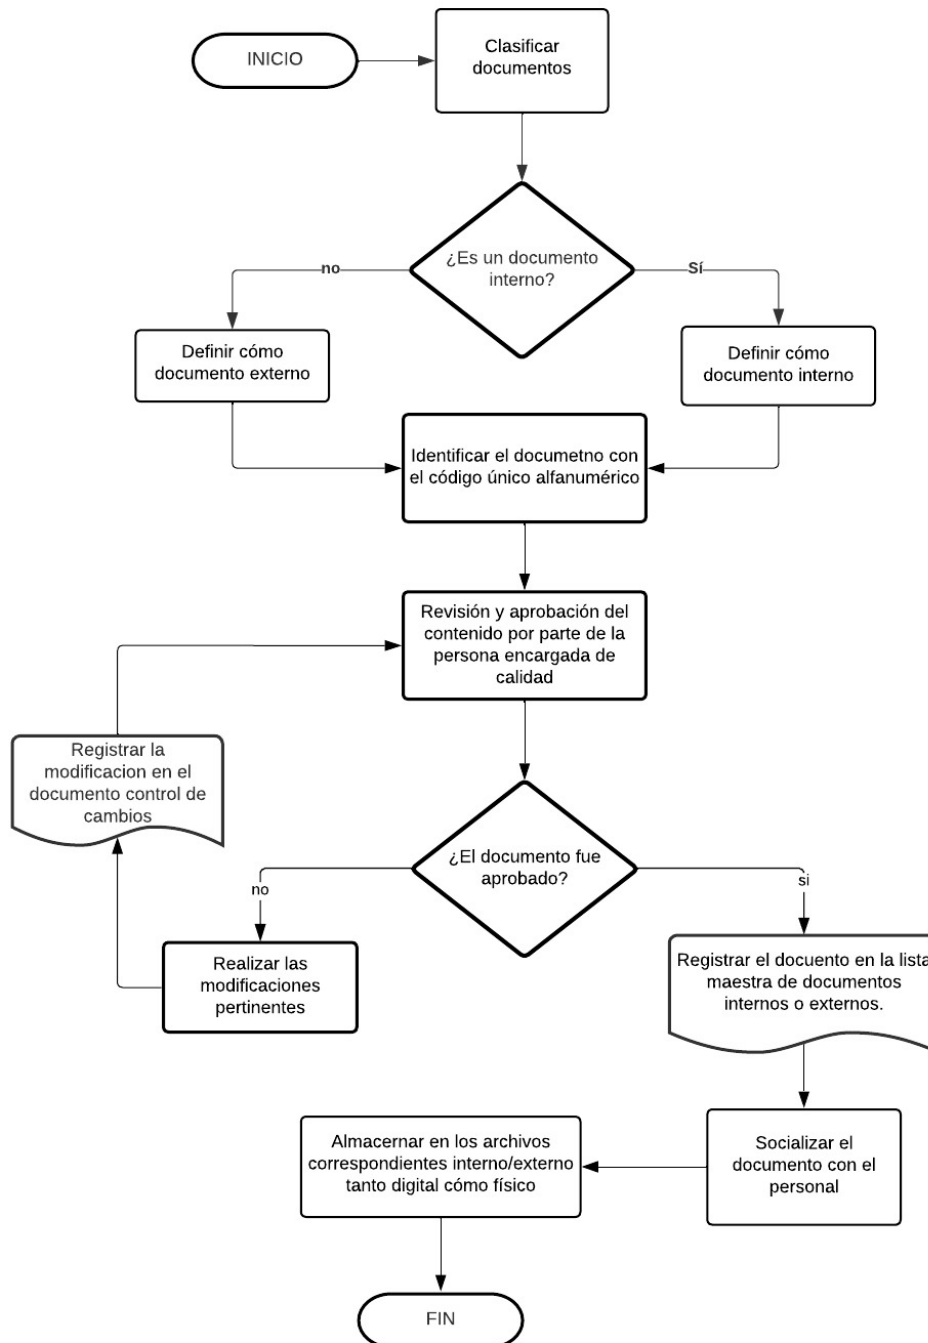 INICIO
Clasificar
documentos
¿Es un documento
interno?
no
Sí
Definir cómo
documento externo
Definir cómo
documento interno
Identificar el documetno con
el código único alfanumérico
Revisión y aprobación del
contenido por parte de la
persona encargada de
calidad
Registrar la
modificacion en el
documento control de
cambios
¿El documento fue
aprobado?
no
si
Realizar las
modificaciones
pertinentes
Registrar el docuento en la lista
maestra de documentos
internos o externos.
Almacernar en los archivos
correspondientes interno/externo
tanto digital cómo físico
Socializar el
documento con el
personal
FIN